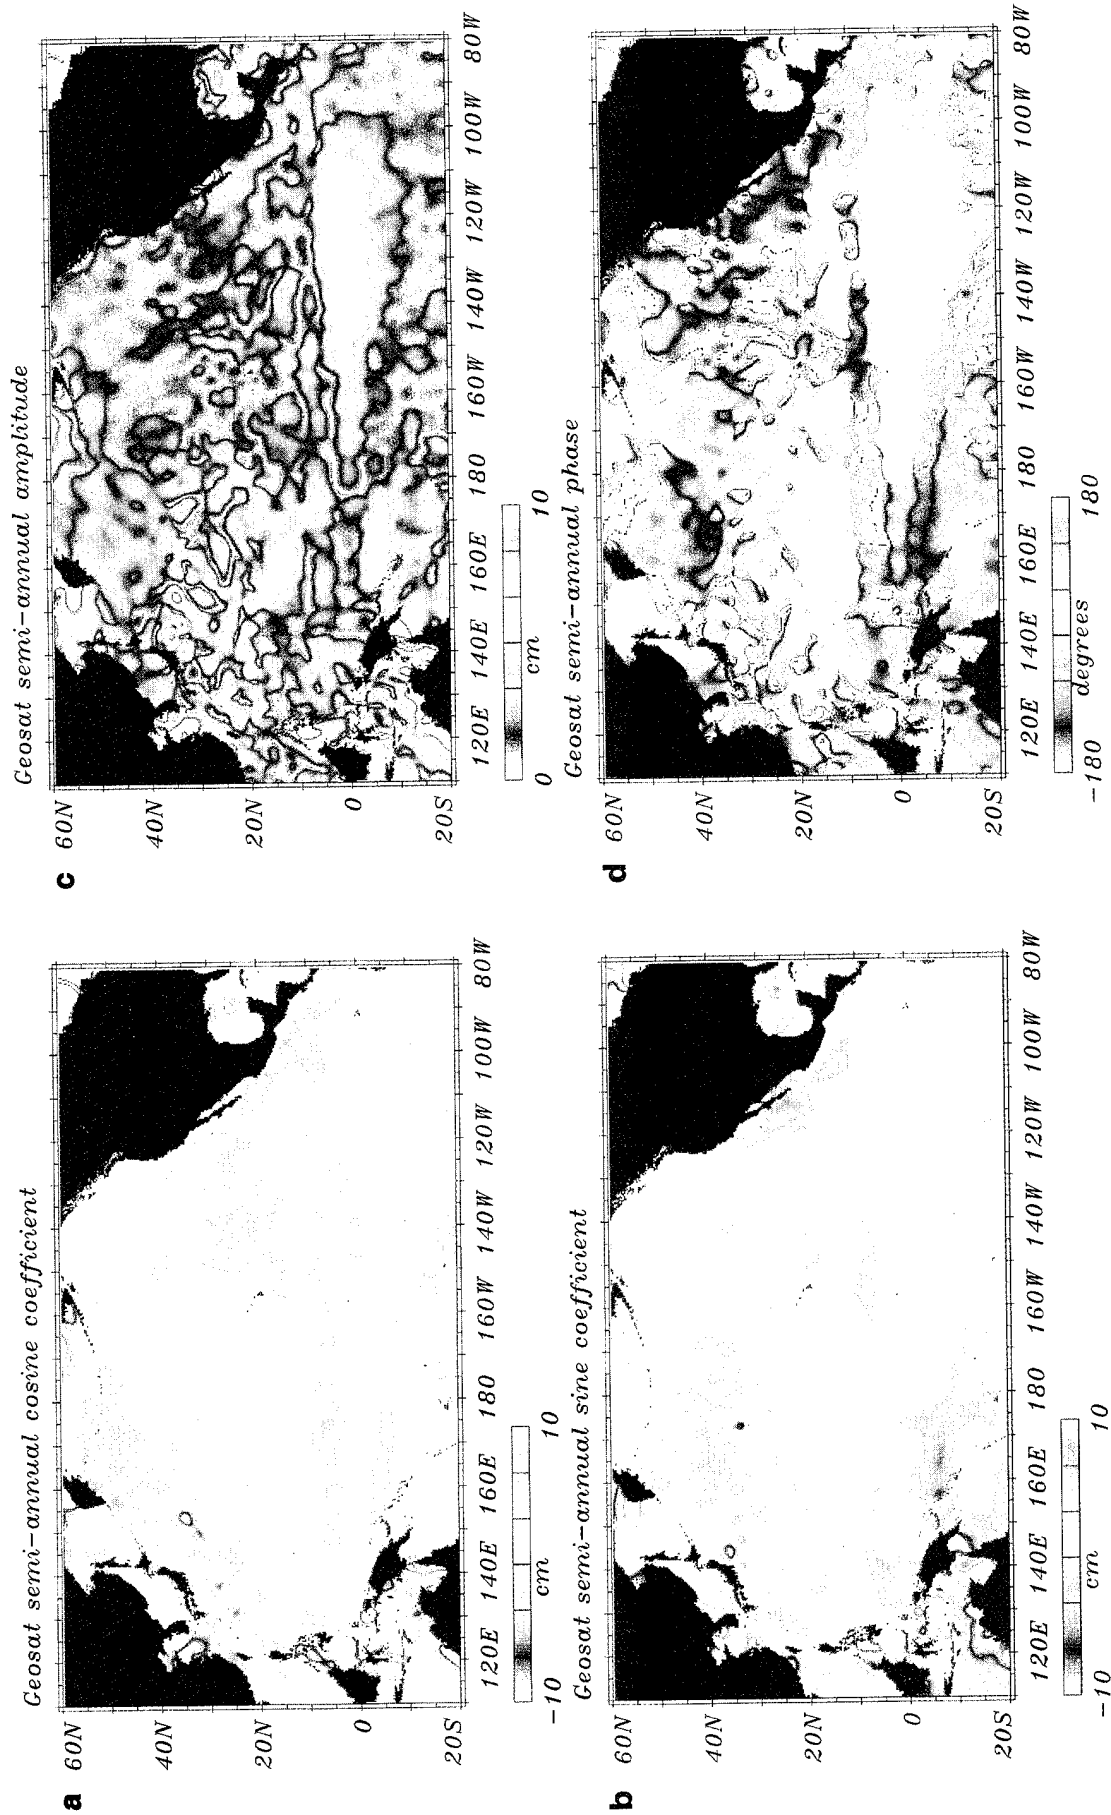 a
Geosat semi-annual cosine coefficient
60N
40N
20N
0
20S
120E 140E 160E 180 160W 140W 120W 100W 80W
-10 cm 10
b
Geosat semi-annual sine coefficient
60N
40N
20N
0
20S
120E 140E 160E 180 160W 140W 120W 100W 80W
-10 cm 10
c
Geosat semi-annual amplitude
60N
40N
20N
0
20S
120E 140E 160E 180 160W 140W 120W 100W 80W
0 cm 10
d
Geosat semi-annual phase
60N
40N
20N
0
20S
120E 140E 160E 180 160W 140W 120W 100W 80W
-180 degrees 180